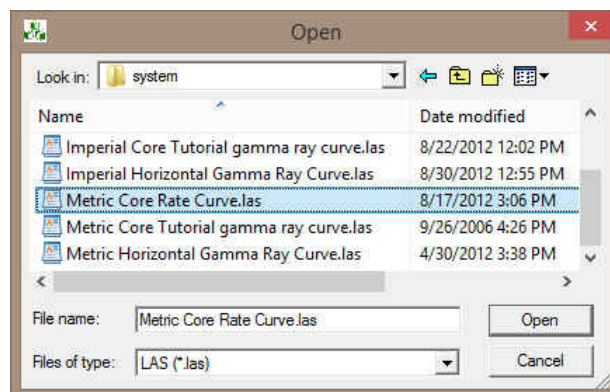 Open
Look in: system
Name Date modified
Imperial Core Tutorial gamma ray curve.las 8/22/2012 12:02 PM
Imperial Horizontal Gamma Ray Curve.las 8/30/2012 12:55 PM
Metric Core Rate Curve.las 8/17/2012 3:06 PM
Metric Core Tutorial gamma ray curve.las 9/26/2006 4:26 PM
Metric Horizontal Gamma Ray Curve.las 4/30/2012 3:38 PM
File name: Metric Core Rate Curve.las Open
Files of type: LAS (*.las) Cancel